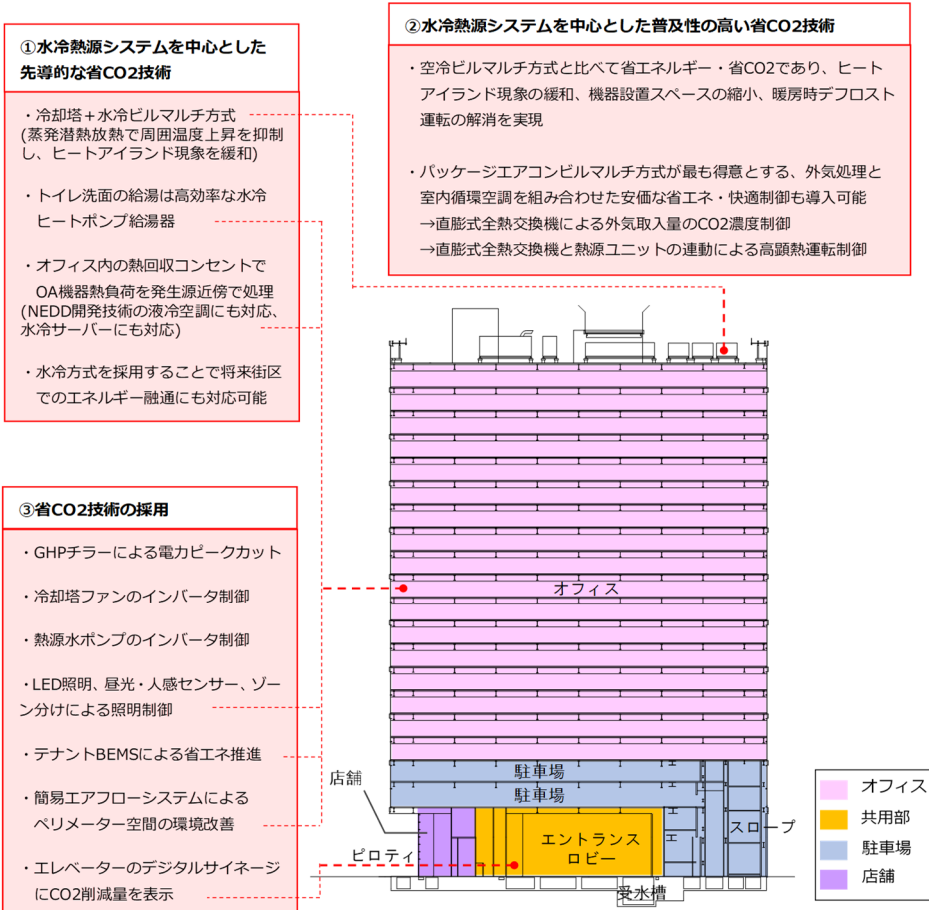 ①水冷熱源システムを中心とした
先導的な省CO2技術
・冷却塔＋水冷ビルマルチ方式
(蒸発潜熱放熱で周囲温度上昇を抑制
し、ヒートアイランド現象を緩和)
・トイレ洗面の給湯は高効率な水冷
ヒートポンプ給湯器
・オフィス内の熱回収コンセントで
OA機器熱負荷を発生源近傍で処理
(NEDD開発技術の液冷空調にも対応、
水冷サーバーにも対応)
・水冷方式を採用することで将来街区
でのエネルギー融通にも対応可能
②水冷熱源システムを中心とした普及性の高い省CO2技術
・空冷ビルマルチ方式と比べて省エネルギー・省CO2であり、ヒート
アイランド現象の緩和、機器設置スペースの縮小、暖房時デフロスト
運転の解消を実現
・パッケージエアコンビルマルチ方式が最も得意とする、外気処理と
室内循環空調を組み合わせた安価な省エネ・快適制御も導入可能
→直膨式全熱交換機による外気取入量のCO2濃度制御
→直膨式全熱交換機と熱源ユニットの連動による高顕熱運転制御
③省CO2技術の採用
・GHPチラーによる電力ピークカット
・冷却塔ファンのインバータ制御
・熱源水ポンプのインバータ制御
・LED照明、昼光・人感センサー、ゾー
ン分けによる照明制御
・テナントBEMSによる省エネ推進
・簡易エアフローシステムによる
ペリメーター空間の環境改善
・エレベーターのデジタルサイネージ
にCO2削減量を表示
オフィス
駐車場
駐車場
店舗
ピロティ
エントランス
ロビー
スロープ
受水槽
オフィス
共用部
駐車場
店舗